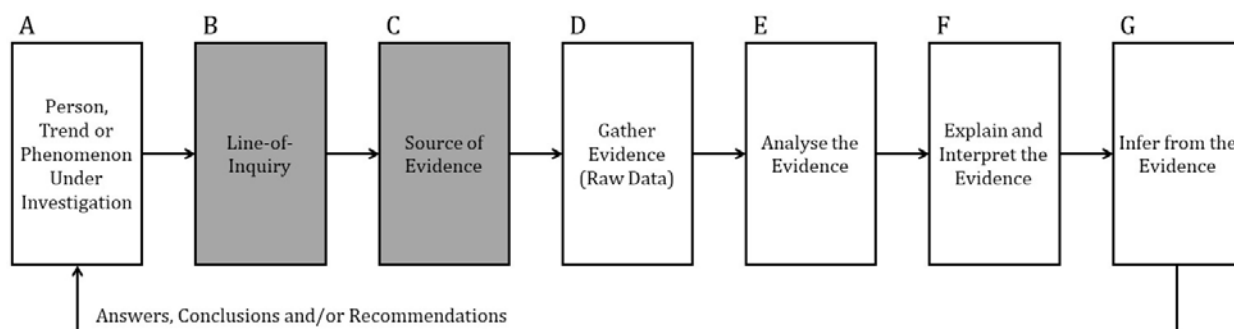 A
B
C
D
E
F
G
Person,
Trend or
Phenomenon
Under
Investigation
Line-of-
Inquiry
Source of
Evidence
Gather
Evidence
(Raw Data)
Analyse the
Evidence
Explain and
Interpret the
Evidence
Infer from the
Evidence
Answers, Conclusions and/or Recommendations